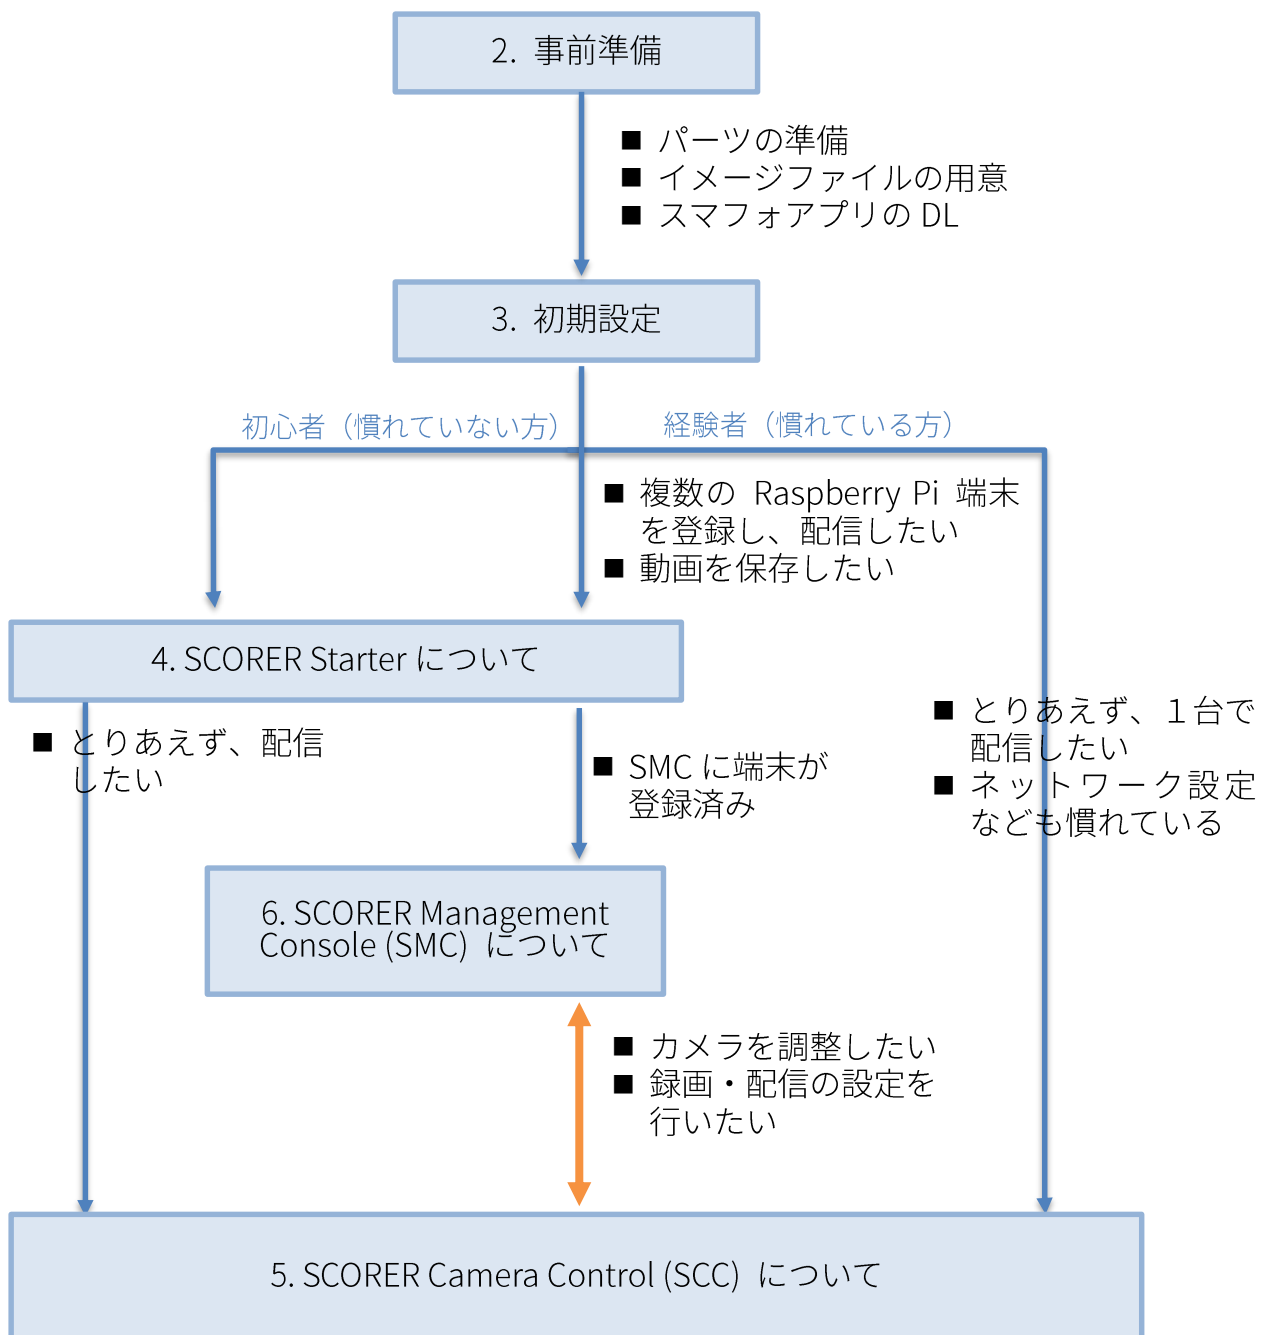 2. 事前準備
■ パーツの準備
■ イメージファイルの用意
■ スマフォアプリの DL
3. 初期設定
初心者（慣れていない方）
経験者（慣れている方）
■ 複数の Raspberry Pi 端末
を登録し、配信したい
■ 動画を保存したい
4. SCORER Starter について
■ とりあえず、配信
したい
■ SMC に端末が
登録済み
■ とりあえず、１台で
配信したい
■ ネットワーク設定
なども慣れている
6. SCORER Management
Console (SMC) について
■ カメラを調整したい
■ 録画・配信の設定を
行いたい
5. SCORER Camera Control (SCC) について